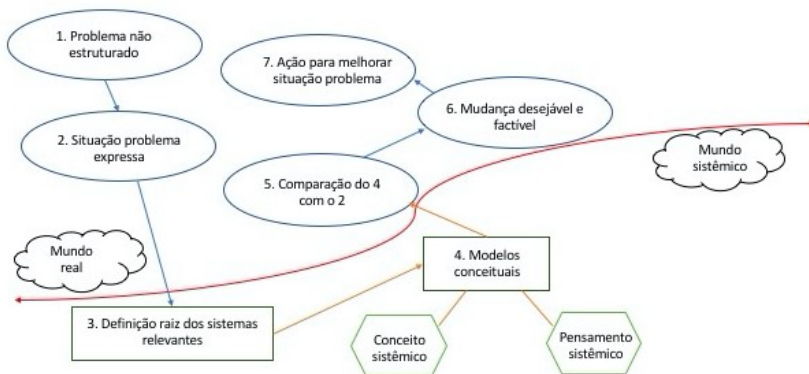 1. Problema não
estruturado
2. Situação problema
expressa
7. Ação para melhorar
situação problema
6. Mudança desejável e
factível
5. Comparação do 4
com o 2
Mundo
sistêmico
Mundo
real
4. Modelos
conceituais
3. Definição raiz dos sistemas
relevantes
Conceito
sistêmico
Pensamento
sistêmico